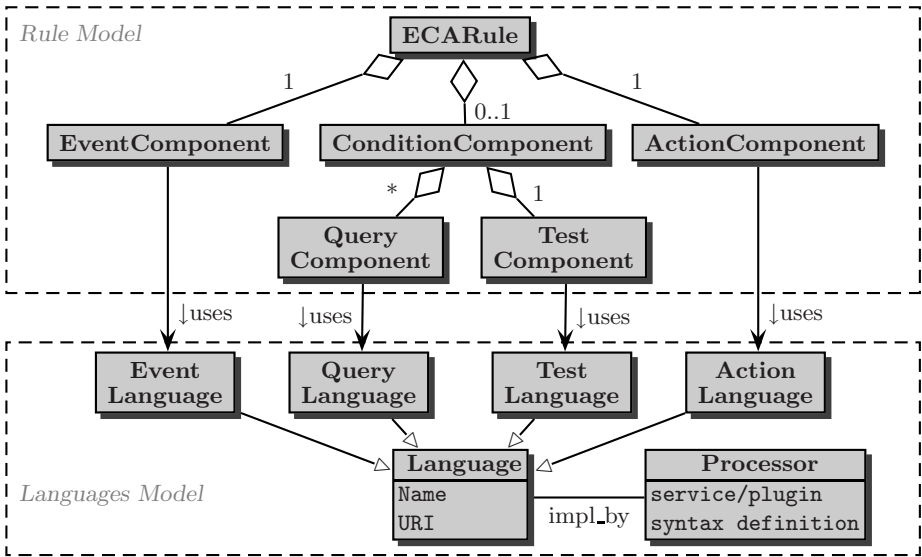 Rule Model
ECARule
1
0..1
1
EventComponent
ConditionComponent
ActionComponent
*
1
Query
Component
Test
Component
↓uses
↓uses
↓uses
↓uses
Event
Language
Query
Language
Test
Language
Action
Language
Languages Model
Language
Name
URI
impl_by
Processor
service/plugin
syntax definition